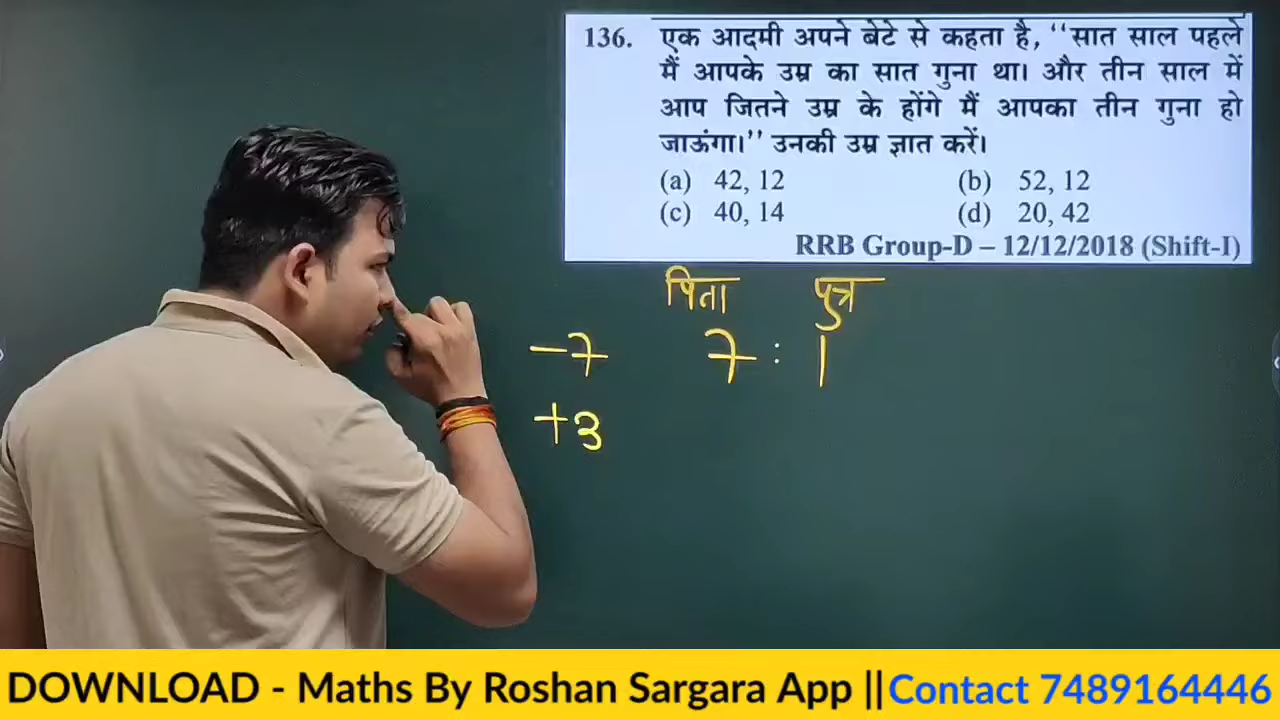 136. एक आदमी अपने बेटे से कहता है, ‘‘सात साल पहले
मैं आपके उम्र का सात गुना था। और तीन साल में
आप जितने उम्र के होंगे मैं आपका तीन गुना हो
जाऊंगा।’’ उनकी उम्र ज्ञात करें।
(a) 42, 12 (b) 52, 12
(c) 40, 14 (d) 20, 42
RRB Group-D – 12/12/2018 (Shift-I)
पिता पुत्र
-7 7 : 1
+3
DOWNLOAD - Maths By Roshan Sargara App || Contact 7489164446